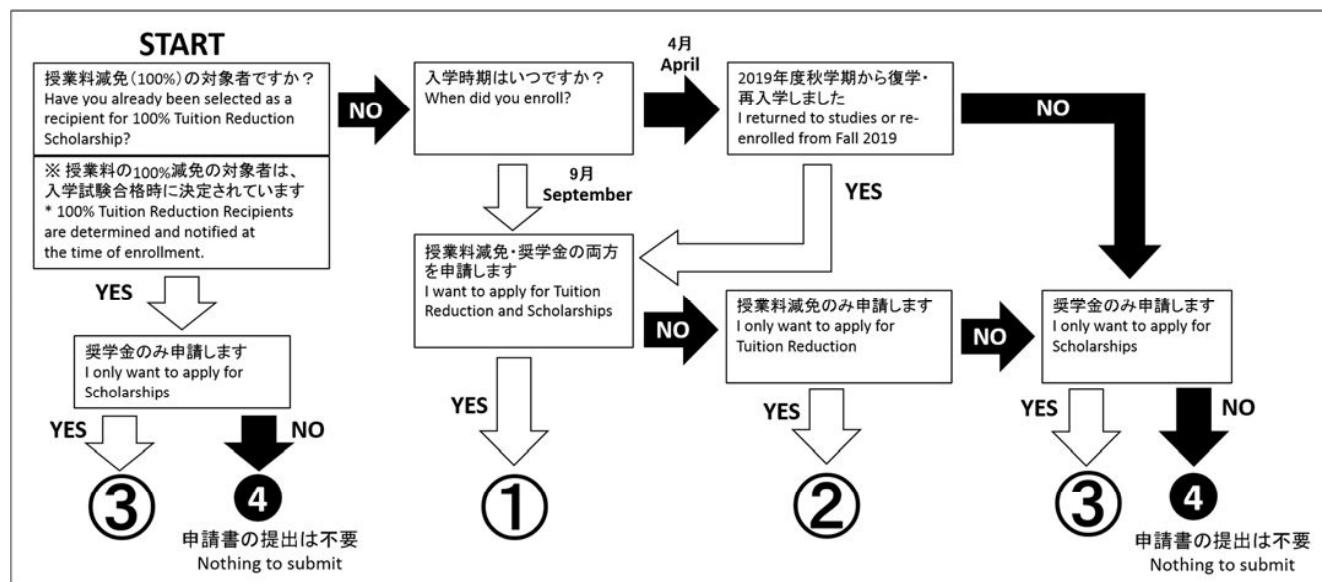 START
授業料減免(100%)の対象者ですか?
Have you already been selected as a
recipient for 100% Tuition Reduction
Scholarship?
※ 授業料の100%減免の対象者は、
入学試験合格時に決定されています
* 100% Tuition Reduction Recipients
are determined and notified at
the time of enrollment.
NO
入学時期はいつですか?
When did you enroll?
4月
April
2019年度秋学期から復学・
再入学しました
I returned to studies or re-
enrolled from Fall 2019
NO
9月
September
YES
授業料減免・奨学金の両方
を申請します
I want to apply for Tuition
Reduction and Scholarships
NO
授業料減免のみ申請します
I only want to apply for
Tuition Reduction
NO
奨学金のみ申請します
I only want to apply for
Scholarships
YES
奨学金のみ申請します
I only want to apply for
Scholarships
YES
NO
YES
YES
YES
NO
③
❹
申請書の提出は不要
Nothing to submit
①
②
③
❹
申請書の提出は不要
Nothing to submit